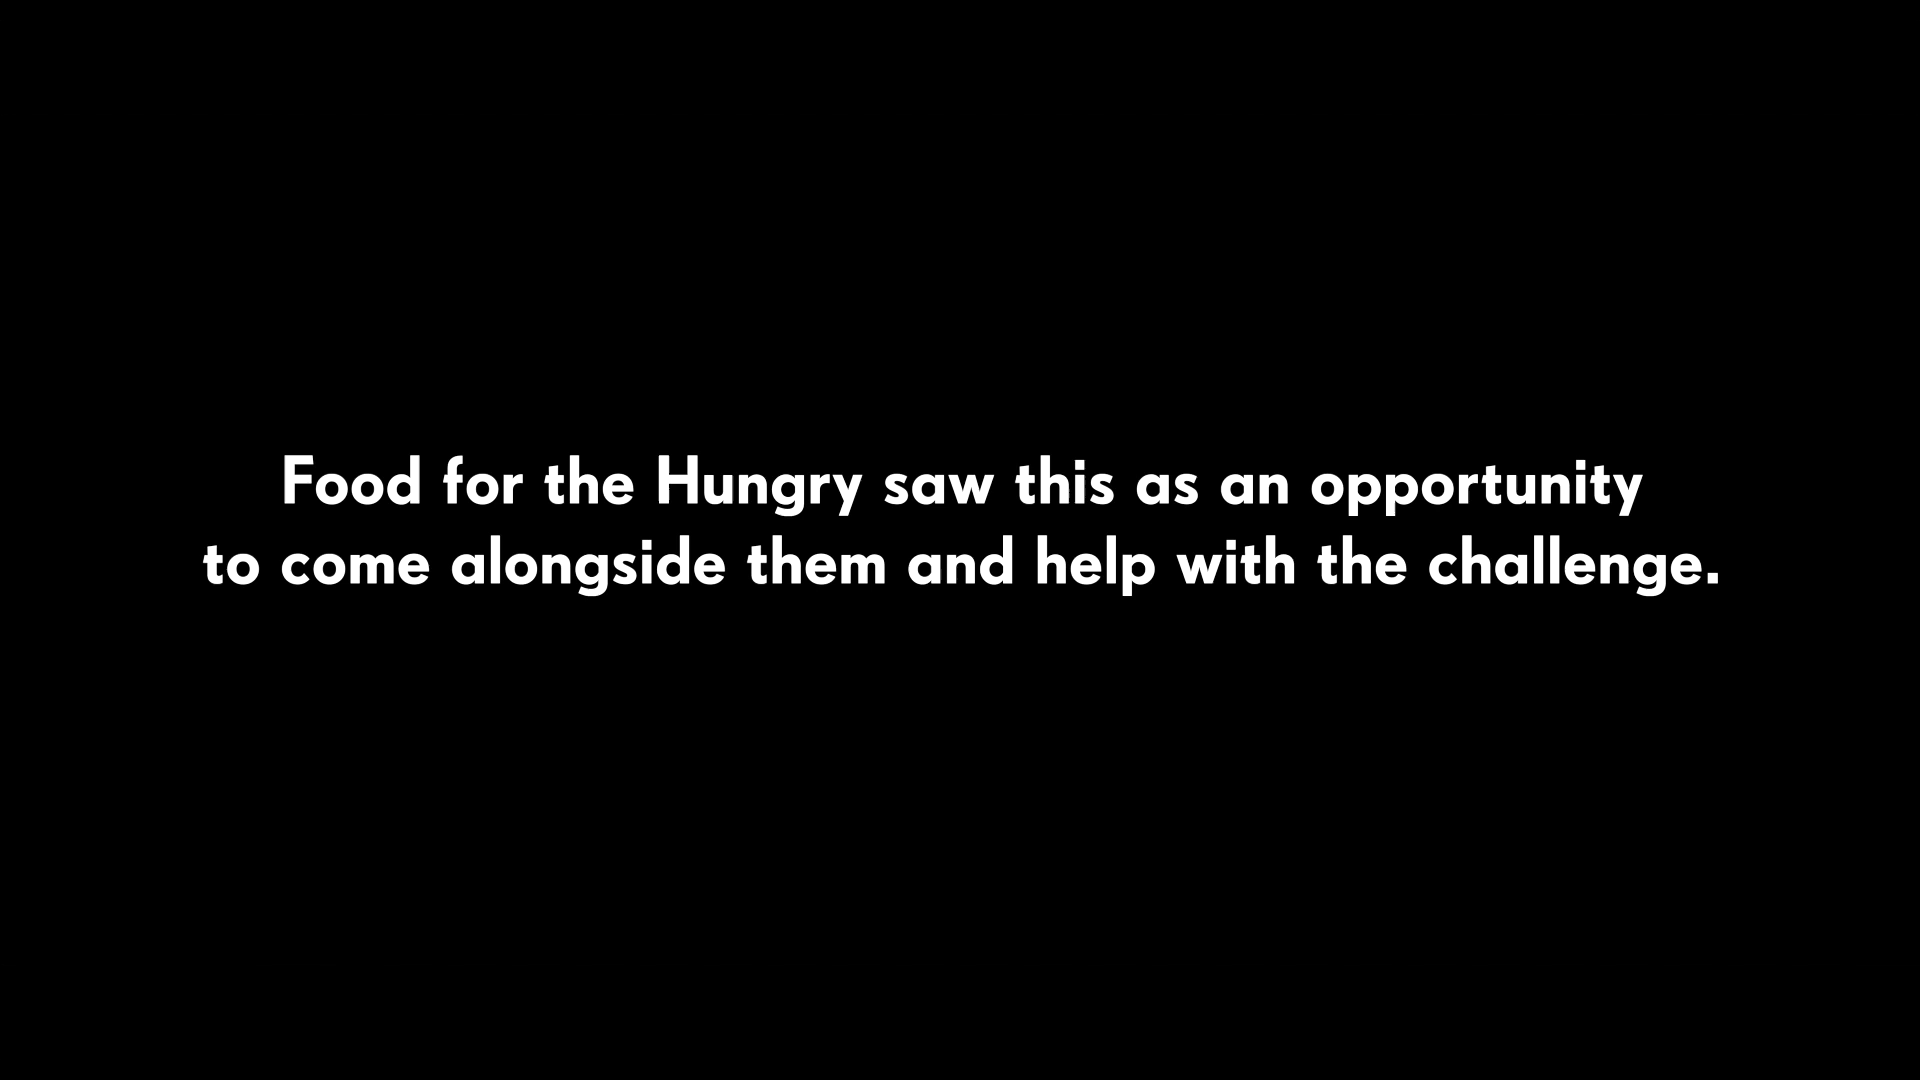 Food for the Hungry saw this as an opportunity
to come alongside them and help with the challenge.